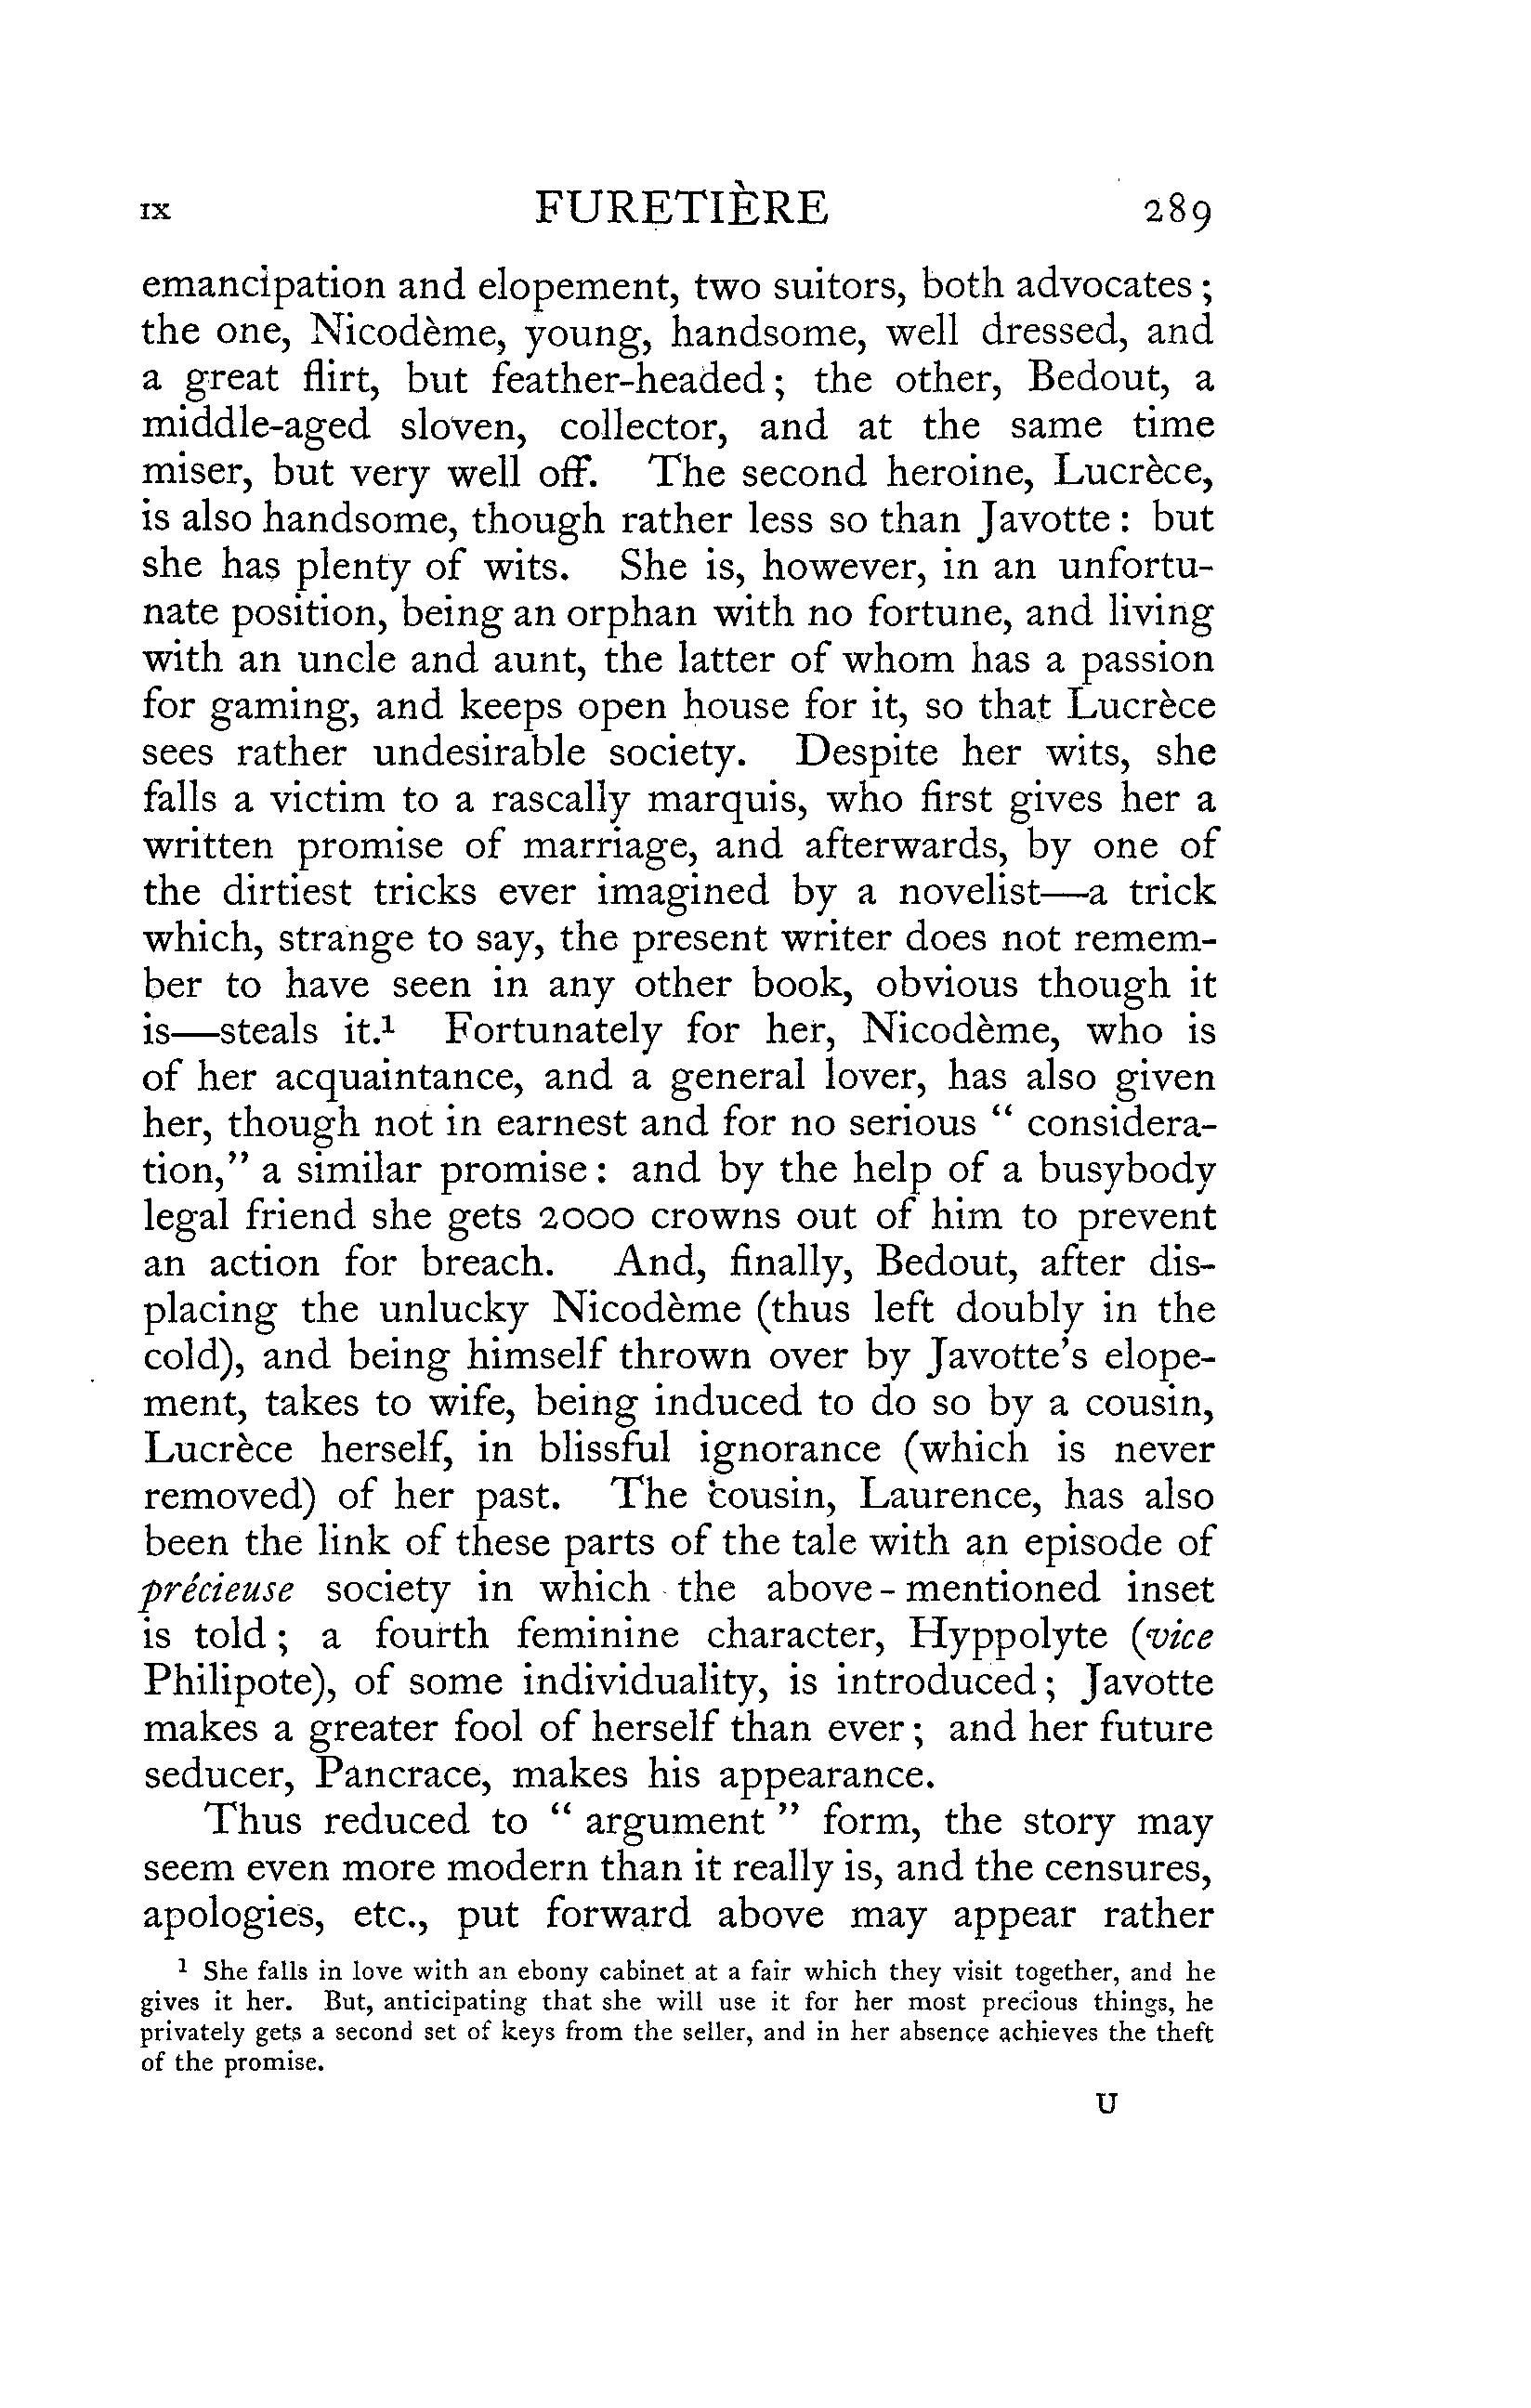 IX FURETIÈRE 289
emancipation and elopement, two suitors, both advocates ;
the one, Nicodème, young, handsome, well dressed, and
a great flirt, but feather-headed ; the other, Bedout, a
middle-aged sloven, collector, and at the same time
miser, but very well off. The second heroine, Lucrèce,
is also handsome, though rather less so than Javotte : but
she has plenty of wits. She is, however, in an unfortu-
nate position, being an orphan with no fortune, and living
with an uncle and aunt, the latter of whom has a passion
for gaming, and keeps open house for it, so that Lucrèce
sees rather undesirable society. Despite her wits, she
falls a victim to a rascally marquis, who first gives her a
written promise of marriage, and afterwards, by one of
the dirtiest tricks ever imagined by a novelist—a trick
which, strange to say, the present writer does not remem-
ber to have seen in any other book, obvious though it
is—steals it.¹ Fortunately for her, Nicodème, who is
of her acquaintance, and a general lover, has also given
her, though not in earnest and for no serious “ considera-
tion,” a similar promise : and by the help of a busybody
legal friend she gets 2000 crowns out of him to prevent
an action for breach. And, finally, Bedout, after dis-
placing the unlucky Nicodème (thus left doubly in the
cold), and being himself thrown over by Javotte’s elope-
ment, takes to wife, being induced to do so by a cousin,
Lucrèce herself, in blissful ignorance (which is never
removed) of her past. The cousin, Laurence, has also
been the link of these parts of the tale with an episode of
précieuse society in which the above-mentioned inset
is told ; a fourth feminine character, Hyppolyte (vice
Philipote), of some individuality, is introduced ; Javotte
makes a greater fool of herself than ever ; and her future
seducer, Pancrace, makes his appearance.
Thus reduced to “ argument ” form, the story may
seem even more modern than it really is, and the censures,
apologies, etc., put forward above may appear rather
¹ She falls in love with an ebony cabinet at a fair which they visit together, and he
gives it her. But, anticipating that she will use it for her most precious things, he
privately gets a second set of keys from the seller, and in her absence achieves the theft
of the promise.
U